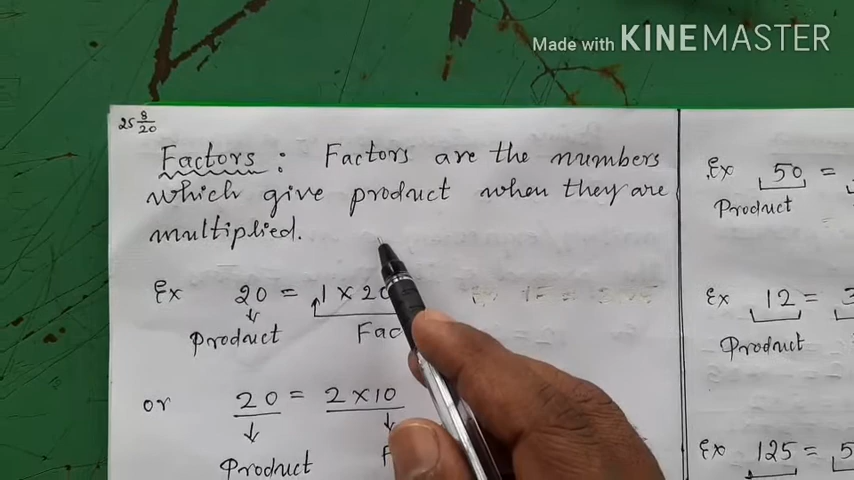 Made with KINEMASTER
25 8/20
Factors : Factors are the numbers
which give product when they are
multiplied.
Ex 20 = 1 x 20
Product
or 20 = 2 x 10
Product
Ex 50 =
Product
Ex 12 =
Product
Ex 125 =